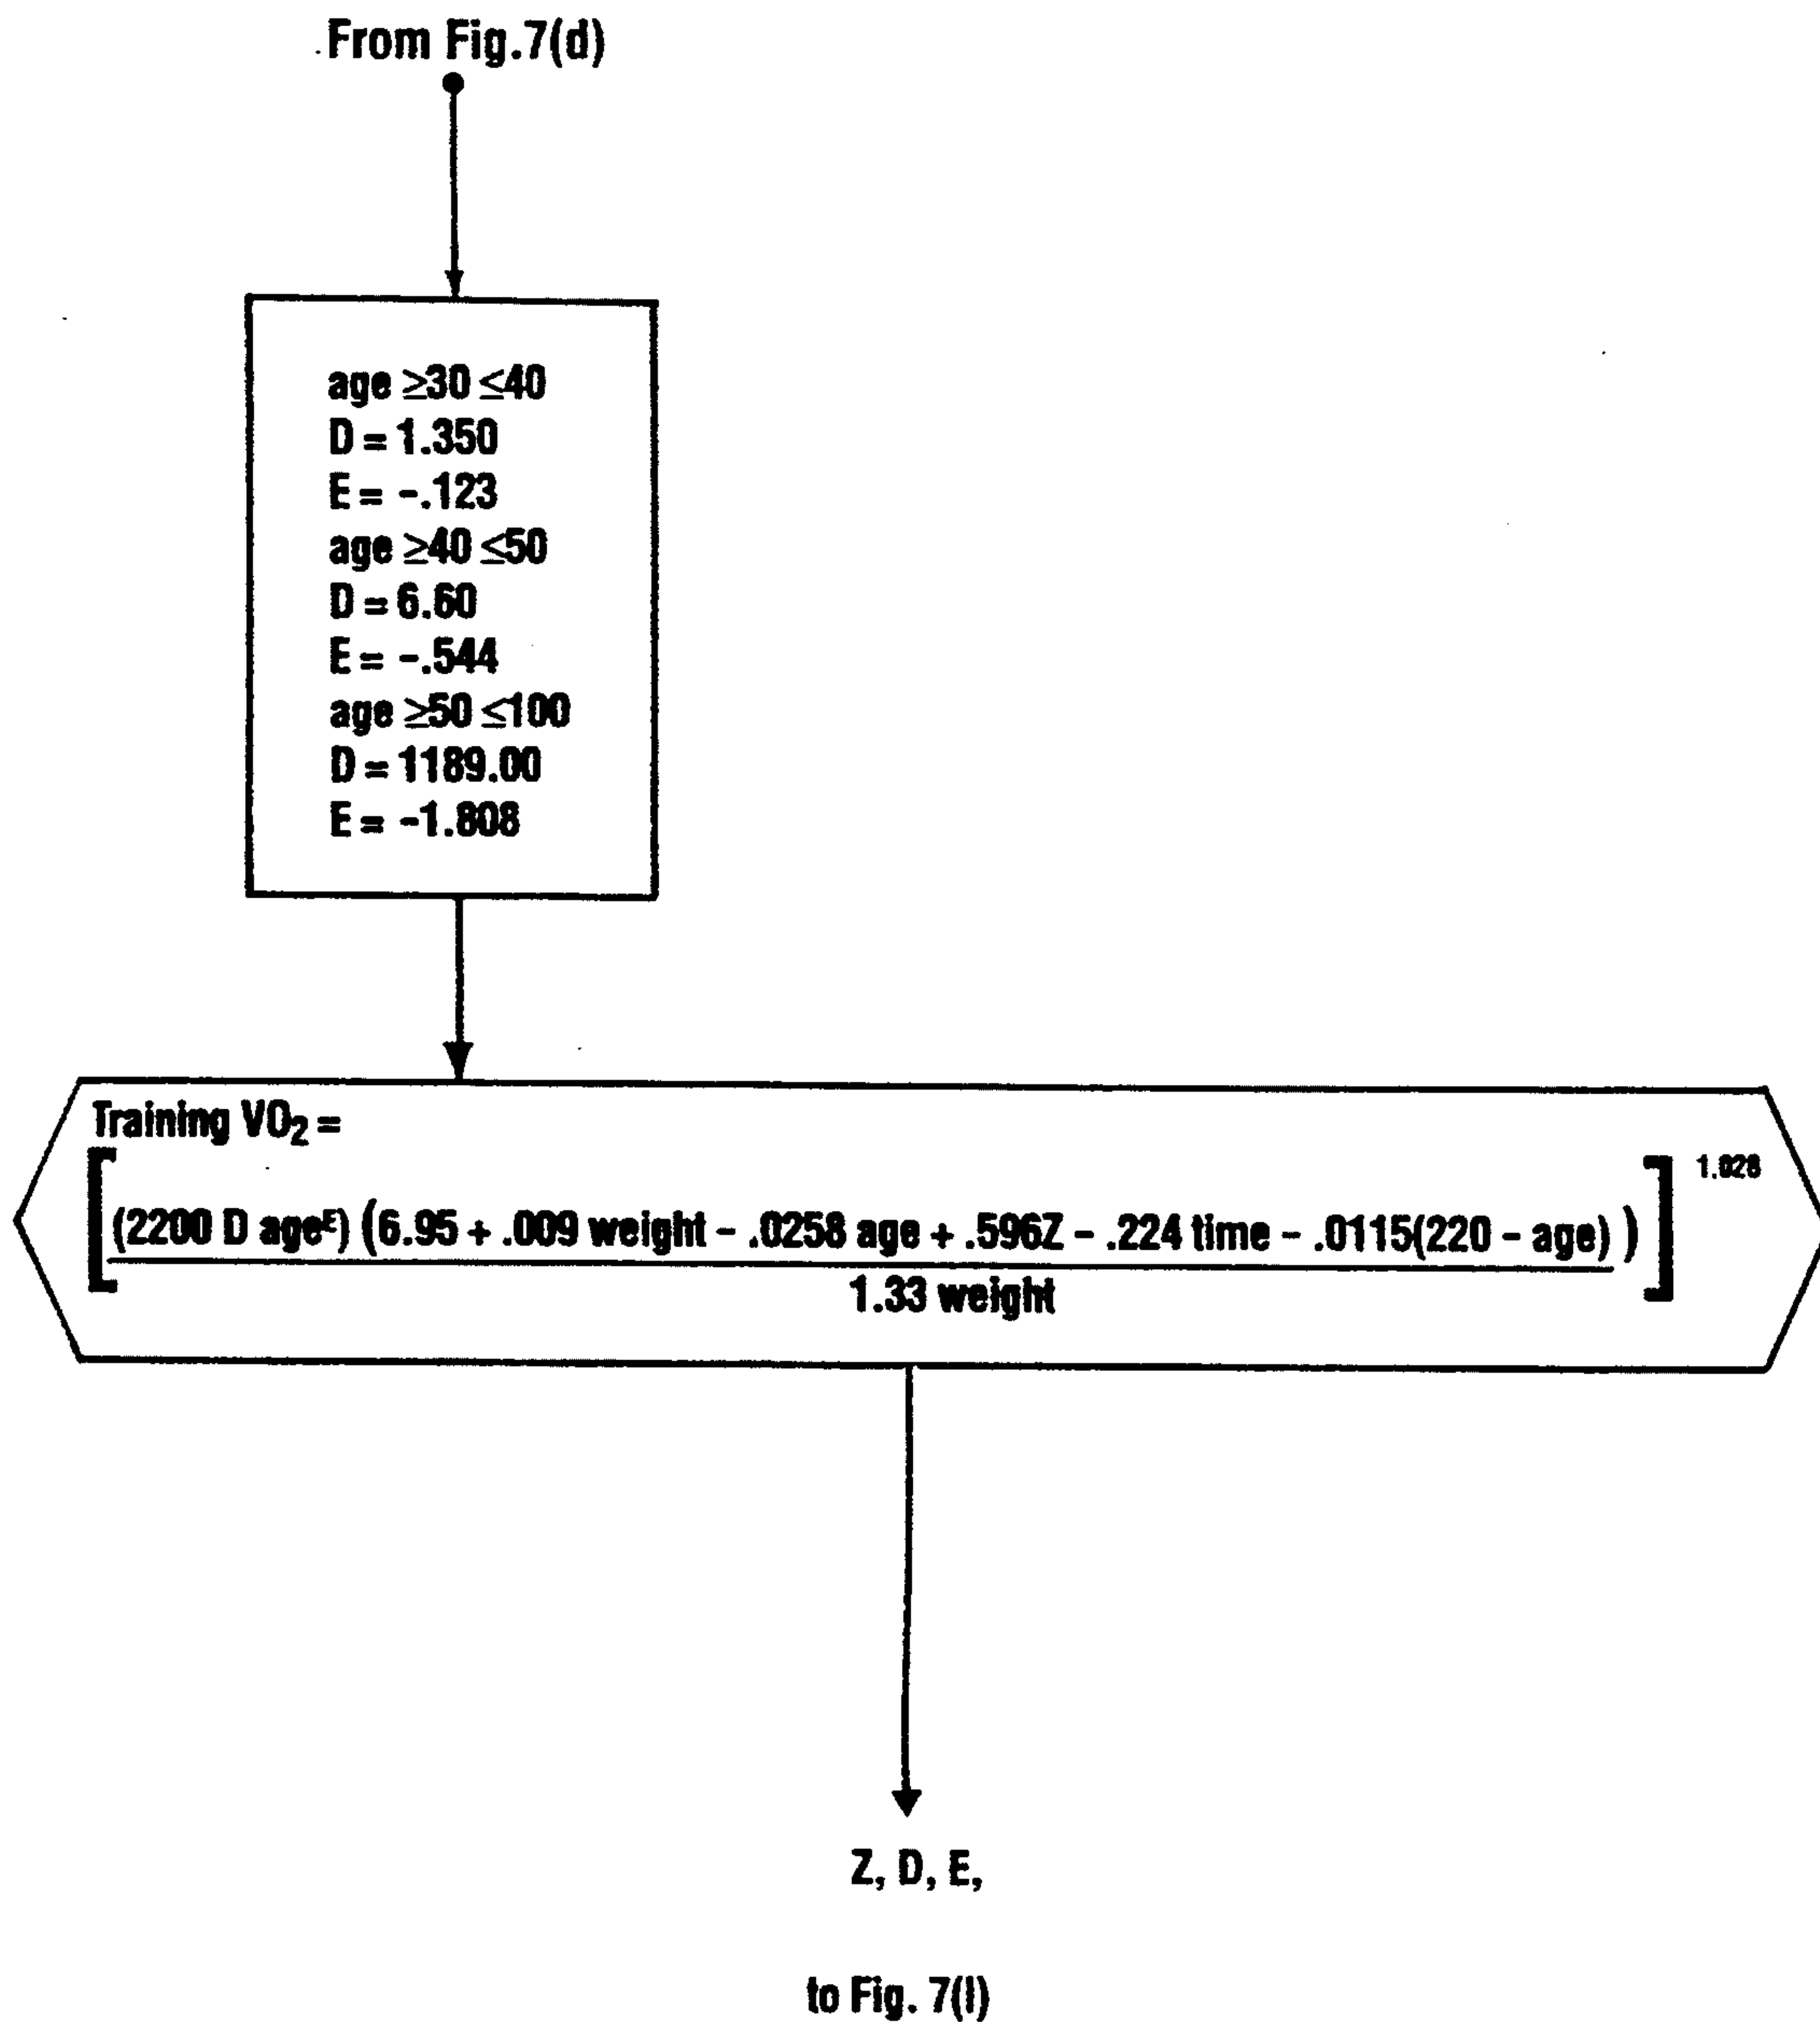 From Fig.7(d)
age ≥30 ≤40
D = 1.350
E = -.123
age ≥40 ≤50
D = 6.60
E = -.544
age ≥50 ≤100
D = 1189.00
E = -1.808
Training VO₂ =
[(2200 D ageᴱ) (6.95 + .009 weight - .0258 age + .596Z - .224 time - .0115(220 - age) )] 1.026
1.33 weight
Z, D, E,
to Fig. 7(I)